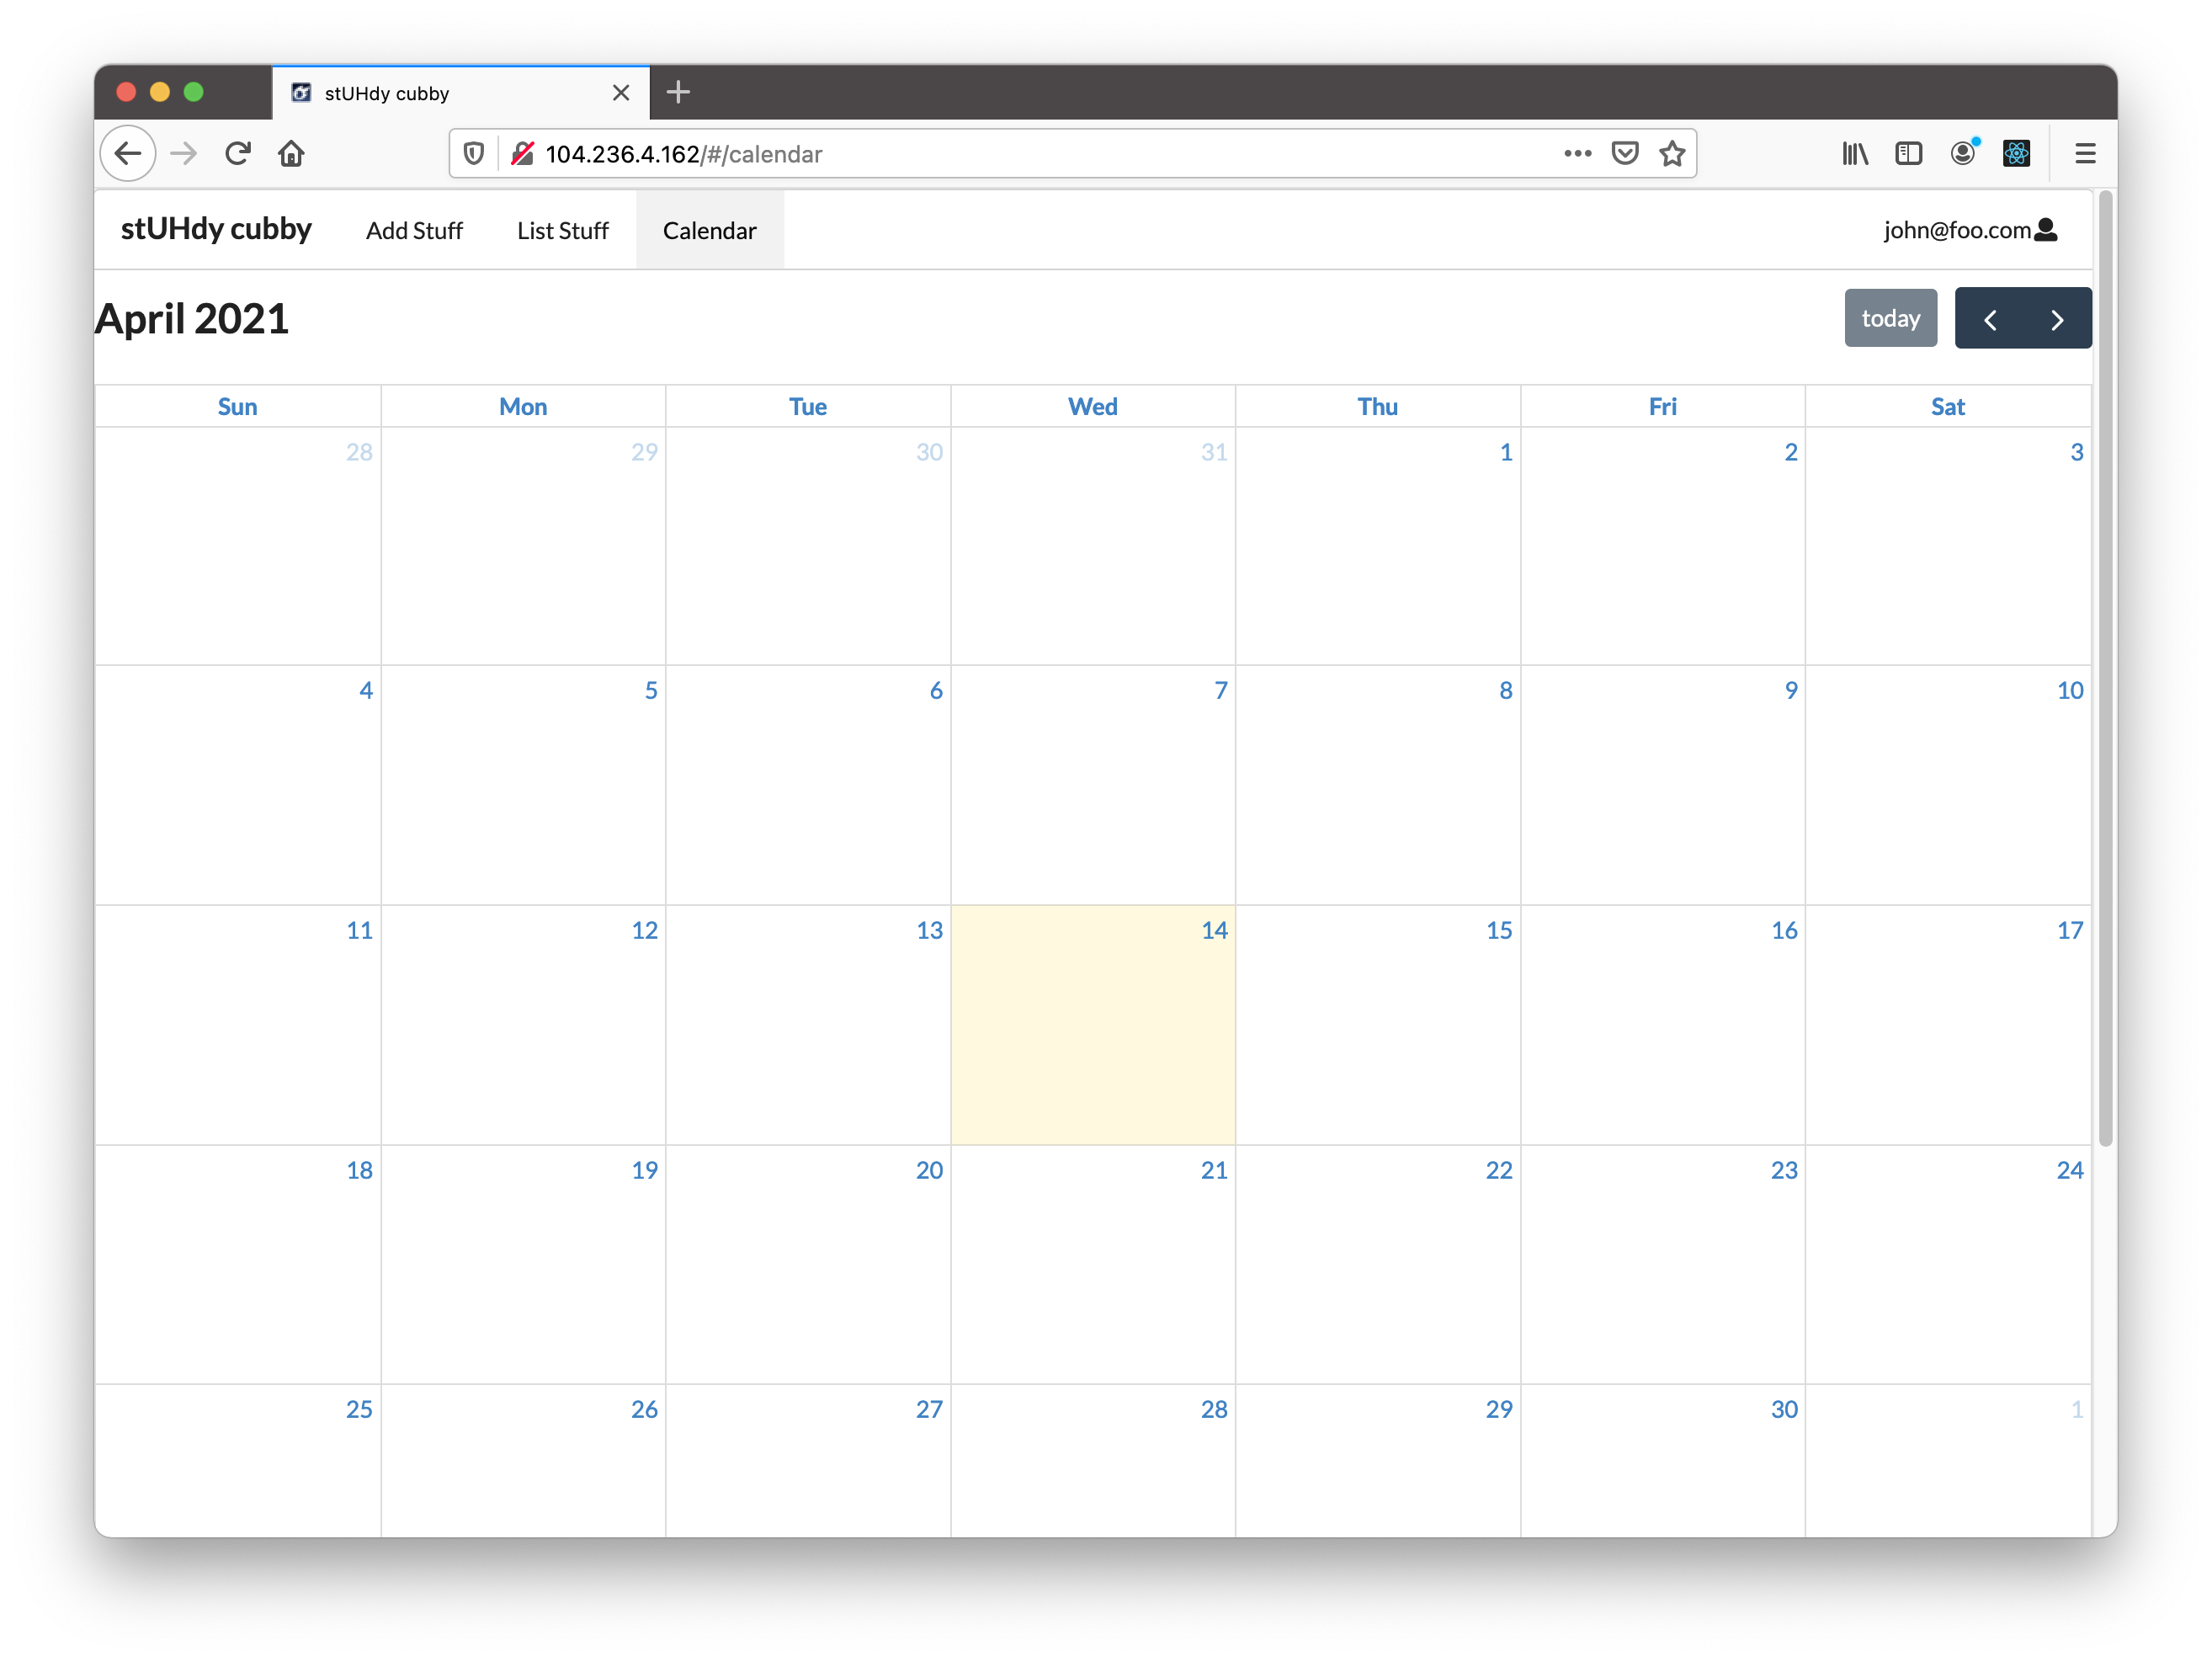 stUHdy cubby
104.236.4.162/#/calendar
stUHdy cubby Add Stuff List Stuff Calendar john@foo.com
April 2021 today
Sun Mon Tue Wed Thu Fri Sat
28 29 30 31 1 2 3
4 5 6 7 8 9 10
11 12 13 14 15 16 17
18 19 20 21 22 23 24
25 26 27 28 29 30 1